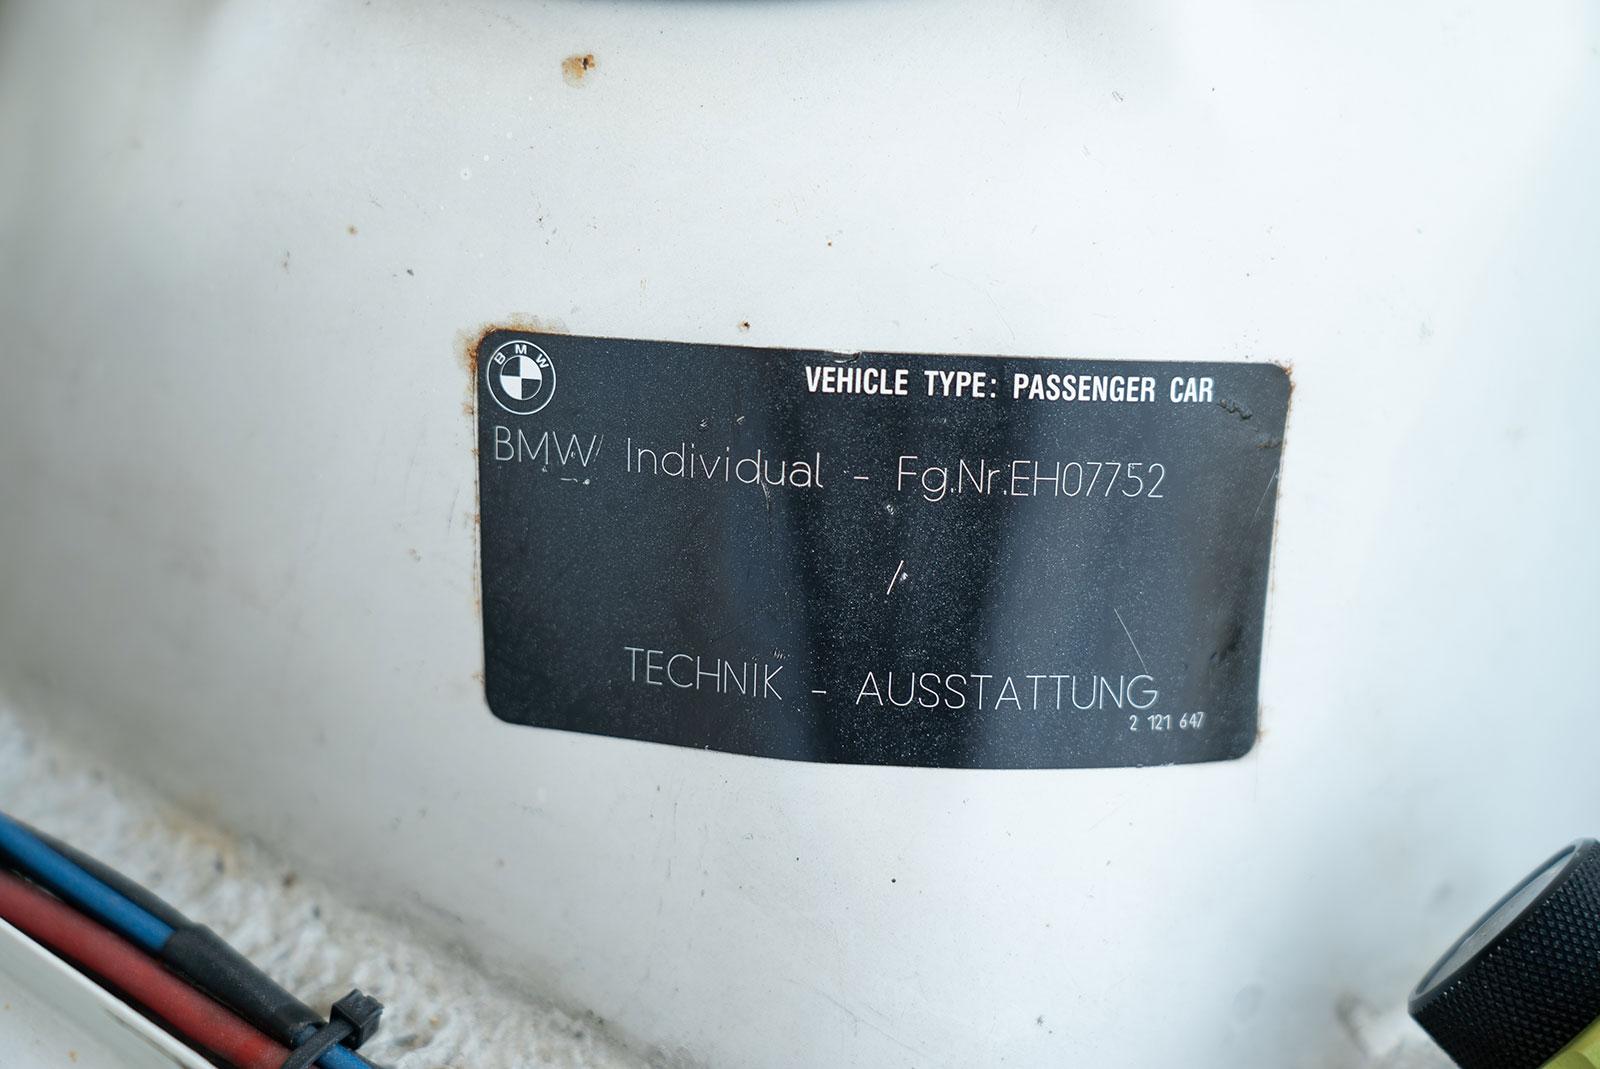 BMW
VEHICLE TYPE: PASSENGER CAR
BMW Individual - Fg.Nr.EH07752
/
TECHNIK - AUSSTATTUNG
2 121 647